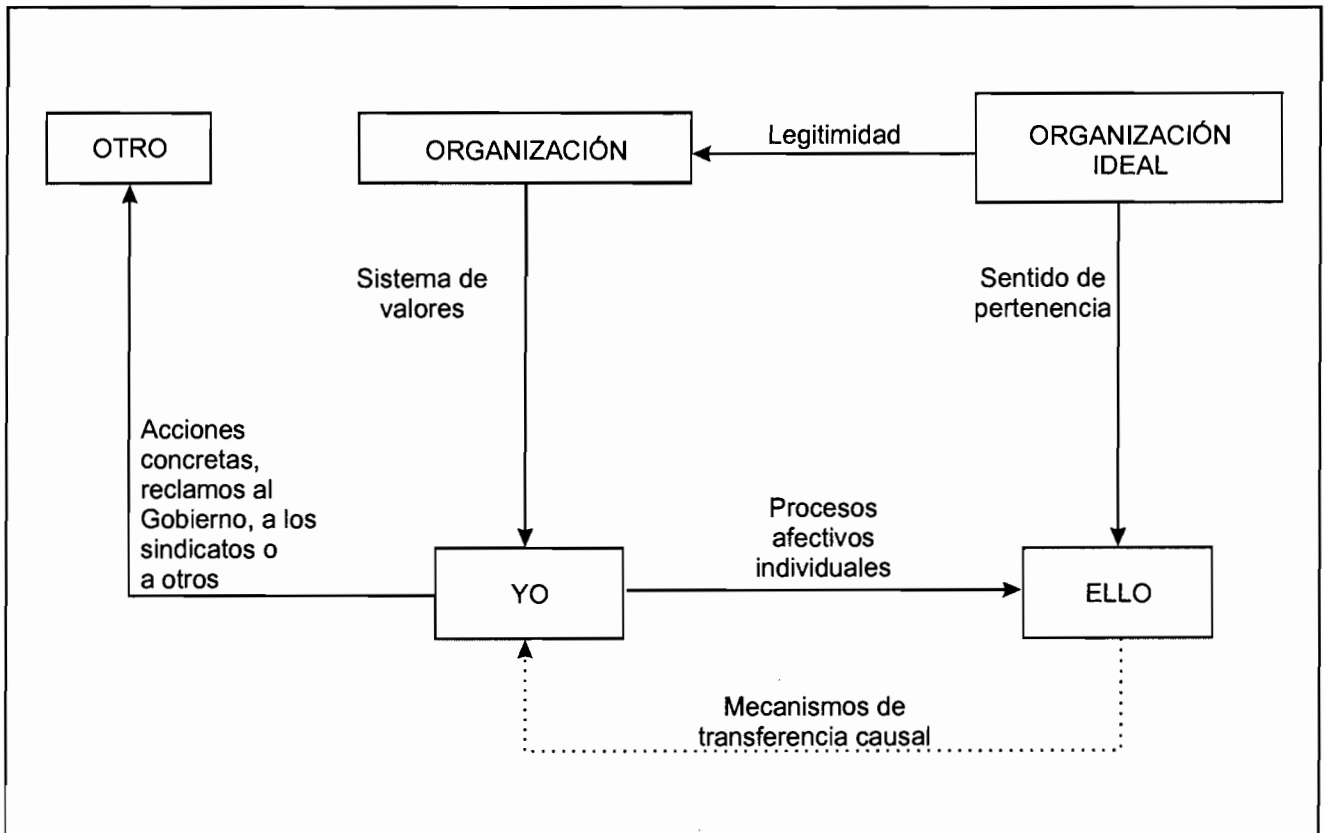 OTRO
ORGANIZACIÓN
Legitimidad
ORGANIZACIÓN
IDEAL
Sistema de
valores
Sentido de
pertenencia
Acciones
concretas,
reclamos al
Gobierno, a los
sindicatos o
a otros
Procesos
afectivos
individuales
YO
ELLO
Mecanismos de
transferencia causal